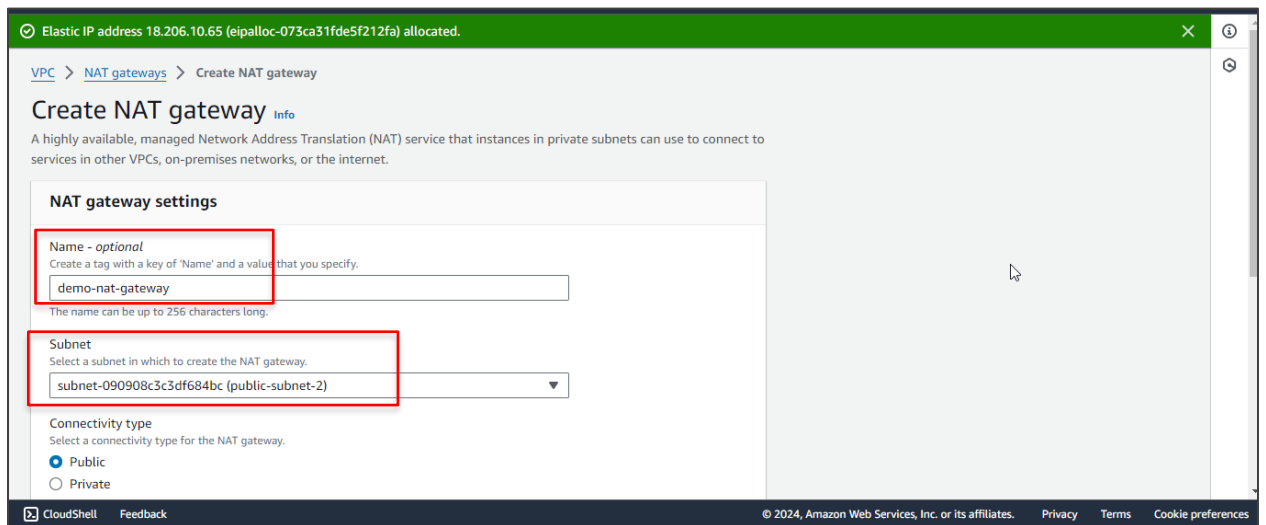 Elastic IP address 18.206.10.65 (eipalloc-073ca31fde5f212fa) allocated.
VPC > NAT gateways > Create NAT gateway
Create NAT gateway Info
A highly available, managed Network Address Translation (NAT) service that instances in private subnets can use to connect to
services in other VPCs, on-premises networks, or the internet.
NAT gateway settings
Name - optional
Create a tag with a key of 'Name' and a value that you specify.
demo-nat-gateway
The name can be up to 256 characters long.
Subnet
Select a subnet in which to create the NAT gateway.
subnet-090908c3c3df684bc (public-subnet-2)
Connectivity type
Select a connectivity type for the NAT gateway.
Public
Private
CloudShell Feedback © 2024, Amazon Web Services, Inc. or its affiliates. Privacy Terms Cookie preferences